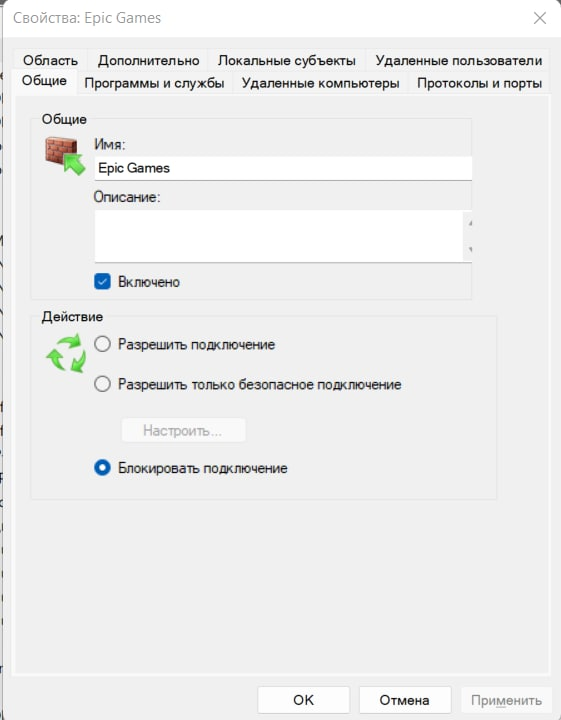 Свойства: Epic Games
Область Дополнительно Локальные субъекты Удаленные пользователи
Общие Программы и службы Удаленные компьютеры Протоколы и порты
Общие
Имя:
Epic Games
Описание:
Включено
Действие
Разрешить подключение
Разрешить только безопасное подключение
Настроить...
Блокировать подключение
OK Отмена Применить